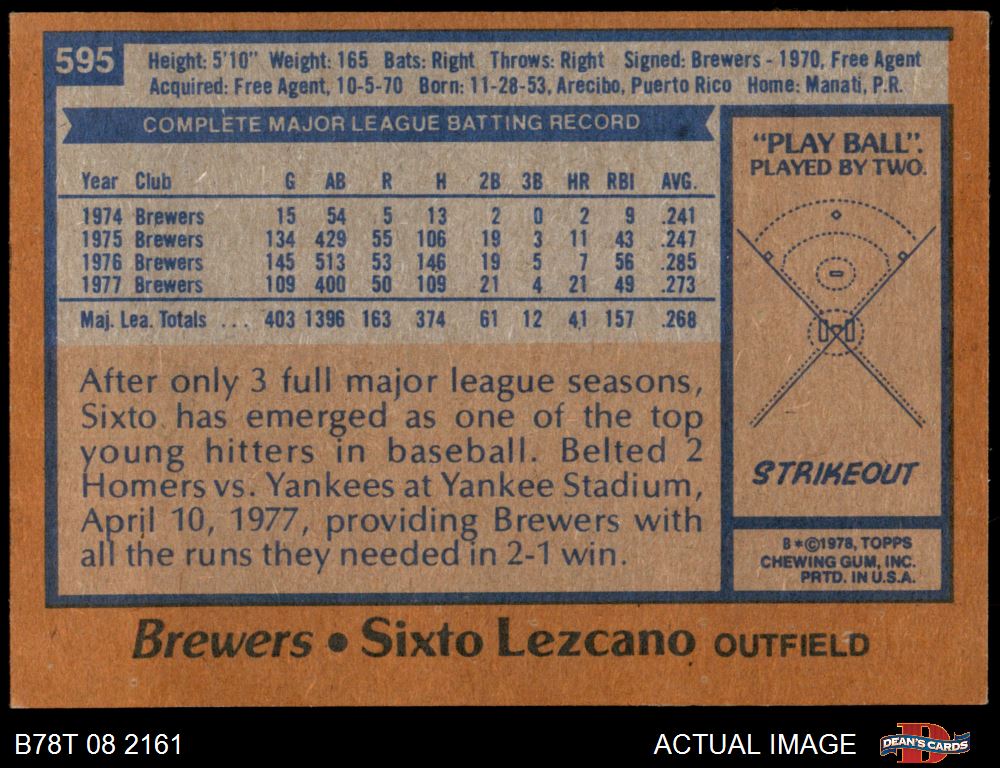 595
Height: 5'10" Weight: 165 Bats: Right Throws: Right Signed: Brewers - 1970, Free Agent
Acquired: Free Agent, 10-5-70 Born: 11-28-53, Arecibo, Puerto Rico Home: Manati, P.R.
COMPLETE MAJOR LEAGUE BATTING RECORD
Year Club G AB R H 2B 3B HR RBI AVG.
1974 Brewers 15 54 5 13 2 0 2 9 .241
1975 Brewers 134 429 55 106 19 3 11 43 .247
1976 Brewers 145 513 53 146 19 5 7 56 .285
1977 Brewers 109 400 50 109 21 4 21 49 .273
Maj. Lea. Totals ... 403 1396 163 374 61 12 41 157 .268
After only 3 full major league seasons,
Sixto has emerged as one of the top
young hitters in baseball. Belted 2
Homers vs. Yankees at Yankee Stadium,
April 10, 1977, providing Brewers with
all the runs they needed in 2-1 win.
"PLAY BALL":
PLAYED BY TWO.
STRIKEOUT
B*©1978, TOPPS
CHEWING GUM, INC.
PRTD. IN U.S.A.
Brewers • Sixto Lezcano OUTFIELD
B78T 08 2161
ACTUAL IMAGE
D
DEAN'S CARDS